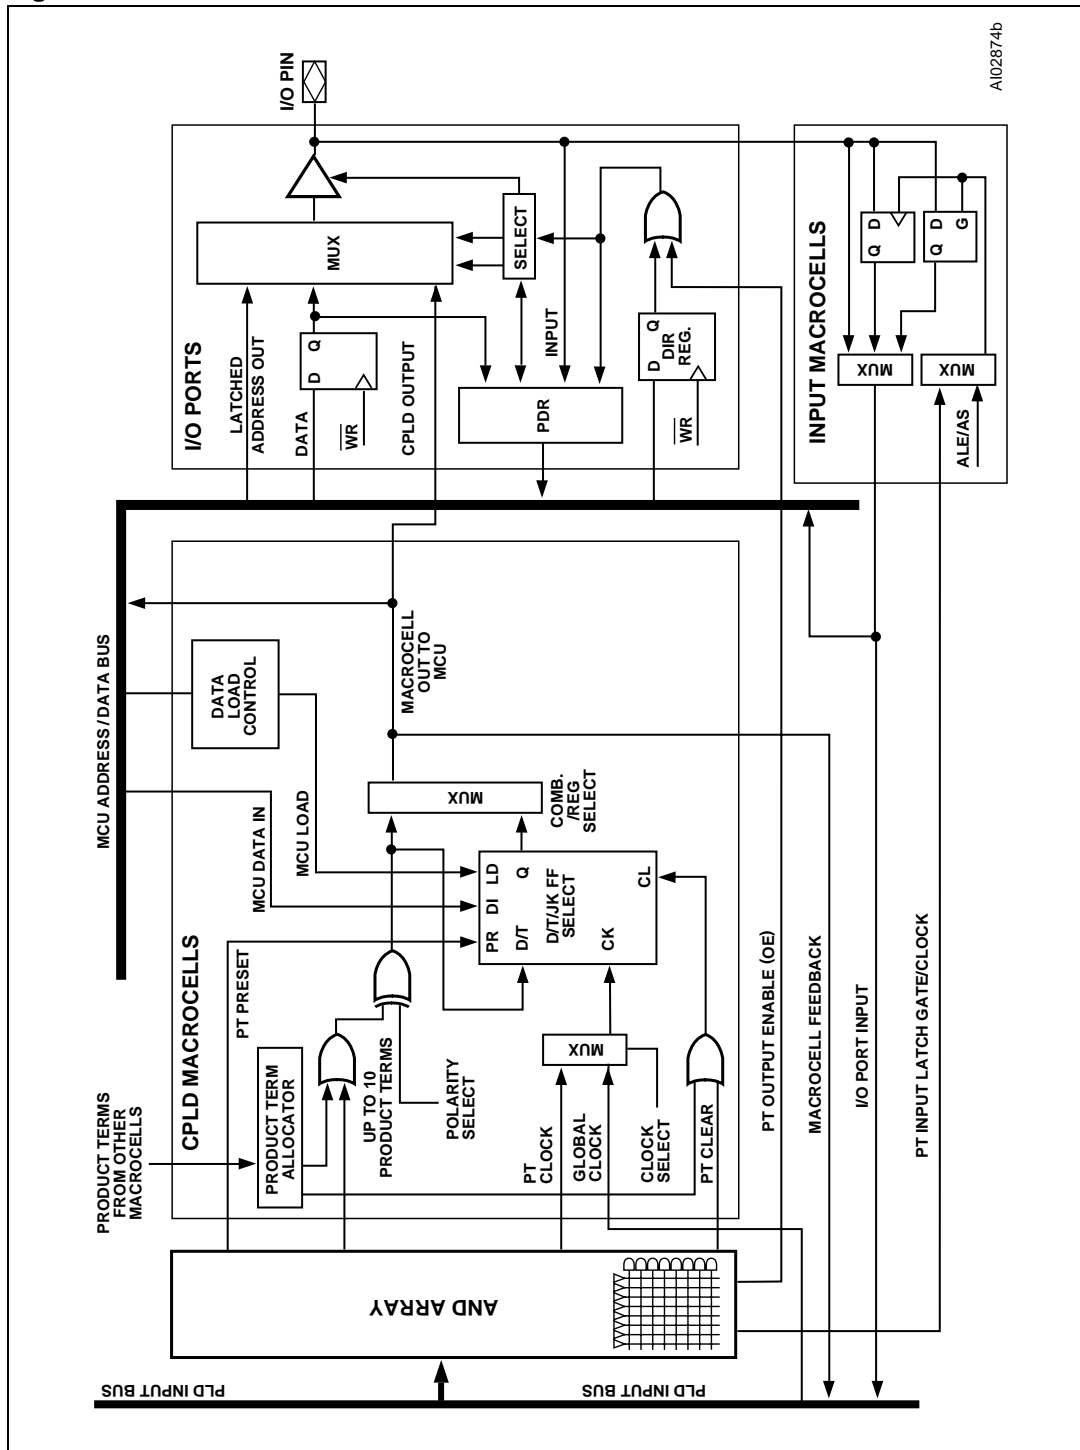 AI02874b
PRODUCT TERMS
FROM OTHER
MACROCELLS
MCU ADDRESS / DATA BUS
CPLD MACROCELLS
I/O PORTS
I/O PIN
PT PRESET
MCU DATA IN
MCU LOAD
DATA
LOAD
CONTROL
LATCHED
ADDRESS OUT
DATA
D
Q
WR
MUX
PRODUCT TERM
ALLOCATOR
UP TO 10
PRODUCT TERMS
POLARITY
SELECT
MUX
COMB.
/REG
SELECT
MACROCELL
OUT TO
MCU
CPLD OUTPUT
SELECT
PR
DI
LD
D/T
Q
D/T/JK FF
SELECT
CK
CL
INPUT
PDR
AND ARRAY
PT
CLOCK
GLOBAL
CLOCK
MUX
CLOCK
SELECT
PT CLEAR
D
Q
DIR
REG.
WR
PT OUTPUT ENABLE (OE)
MACROCELL FEEDBACK
INPUT MACROCELLS
I/O PORT INPUT
MUX
Q
D
Q
D
G
PT INPUT LATCH GATE/CLOCK
MUX
ALE/AS
PLD INPUT BUS
PLD INPUT BUS